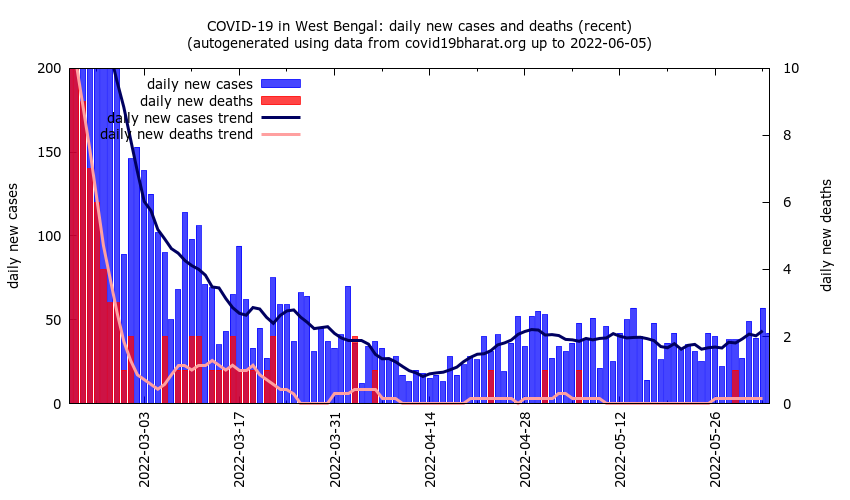 COVID-19 in West Bengal: daily new cases and deaths (recent)
(autogenerated using data from covid19bharat.org up to 2022-06-05)
daily new cases
daily new deaths
daily new cases trend
daily new deaths trend
200
150
100
50
0
10
8
6
4
2
0
daily new cases
daily new deaths
2022-03-03
2022-03-17
2022-03-31
2022-04-14
2022-04-28
2022-05-12
2022-05-26